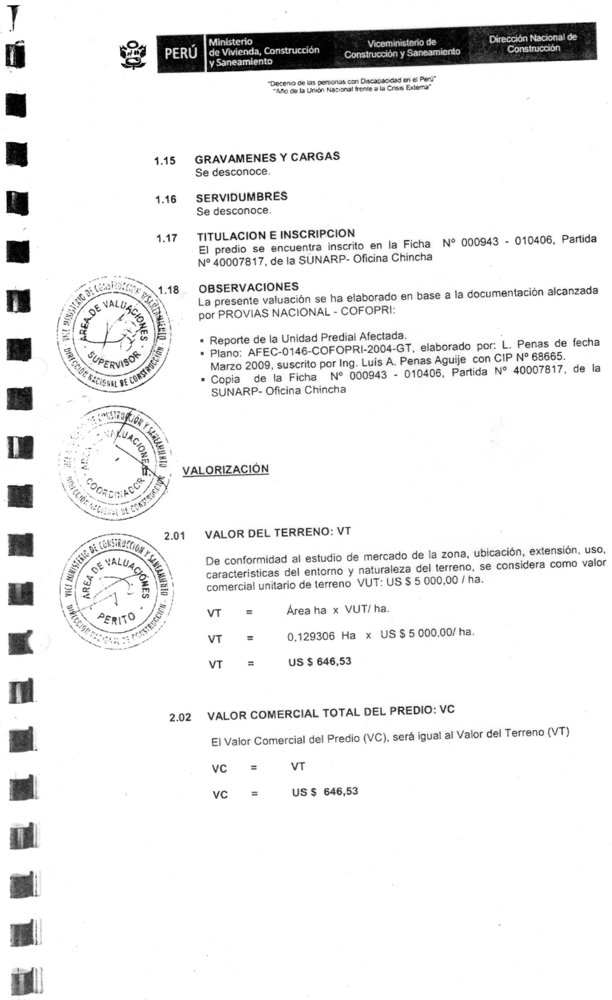 PERÚ
Ministerio
de Vivienda, Construcción
y Saneamiento
Viceministerio de
Construcción y Saneamiento
Dirección Nacional de
Construcción
"Decenio de las personas con Discapacidad en el Perú"
"Año de la Unión Nacional frente a la Crisis Externa"
1.15 GRAVAMENES Y CARGAS
Se desconoce.
1.16 SERVIDUMBRES
Se desconoce.
1.17 TITULACION E INSCRIPCION
El predio se encuentra inscrito en la Ficha Nº 000943 - 010406, Partida
Nº 40007817, de la SUNARP- Oficina Chincha
1.18 OBSERVACIONES
La presente valuación se ha elaborado en base a la documentación alcanzada
por PROVIAS NACIONAL - COFOPRI:
▪ Reporte de la Unidad Predial Afectada.
▪ Plano: AFEC-0146-COFOPRI-2004-GT, elaborado por: L. Penas de fecha
Marzo 2009, suscrito por Ing. Luís A. Penas Aguije con CIP Nº 68665.
▪ Copia de la Ficha Nº 000943 - 010406, Partida Nº 40007817, de la
SUNARP- Oficina Chincha
VICE MINISTERIO DE CONSTRUCCION Y SANEAMIENTO
ÁREA DE VALUACIONES
SUPERVISOR
DIRECCIÓN NACIONAL DE CONSTRUCCIÓN
DE CONSTRUCCIÓN Y SANEAMIENTO
VALUACIONES
COORDINADOR
DIRECCIÓN NACIONAL DE CONSTRUCCIÓN
II. VALORIZACIÓN
VICE MINISTERIO DE CONSTRUCCIÓN Y SANEAMIENTO
ÁREA DE VALUACIONES
PERITO
DIRECCIÓN NACIONAL DE CONSTRUCCION
2.01 VALOR DEL TERRENO: VT
De conformidad al estudio de mercado de la zona, ubicación, extensión, uso,
características del entorno y naturaleza del terreno, se considera como valor
comercial unitario de terreno VUT: US $ 5 000,00 / ha.
VT = Área ha x VUT/ ha.
VT = 0,129306 Ha x US $ 5 000,00/ ha.
VT = US $ 646,53
2.02 VALOR COMERCIAL TOTAL DEL PREDIO: VC
El Valor Comercial del Predio (VC), será igual al Valor del Terreno (VT)
VC = VT
VC = US $ 646,53